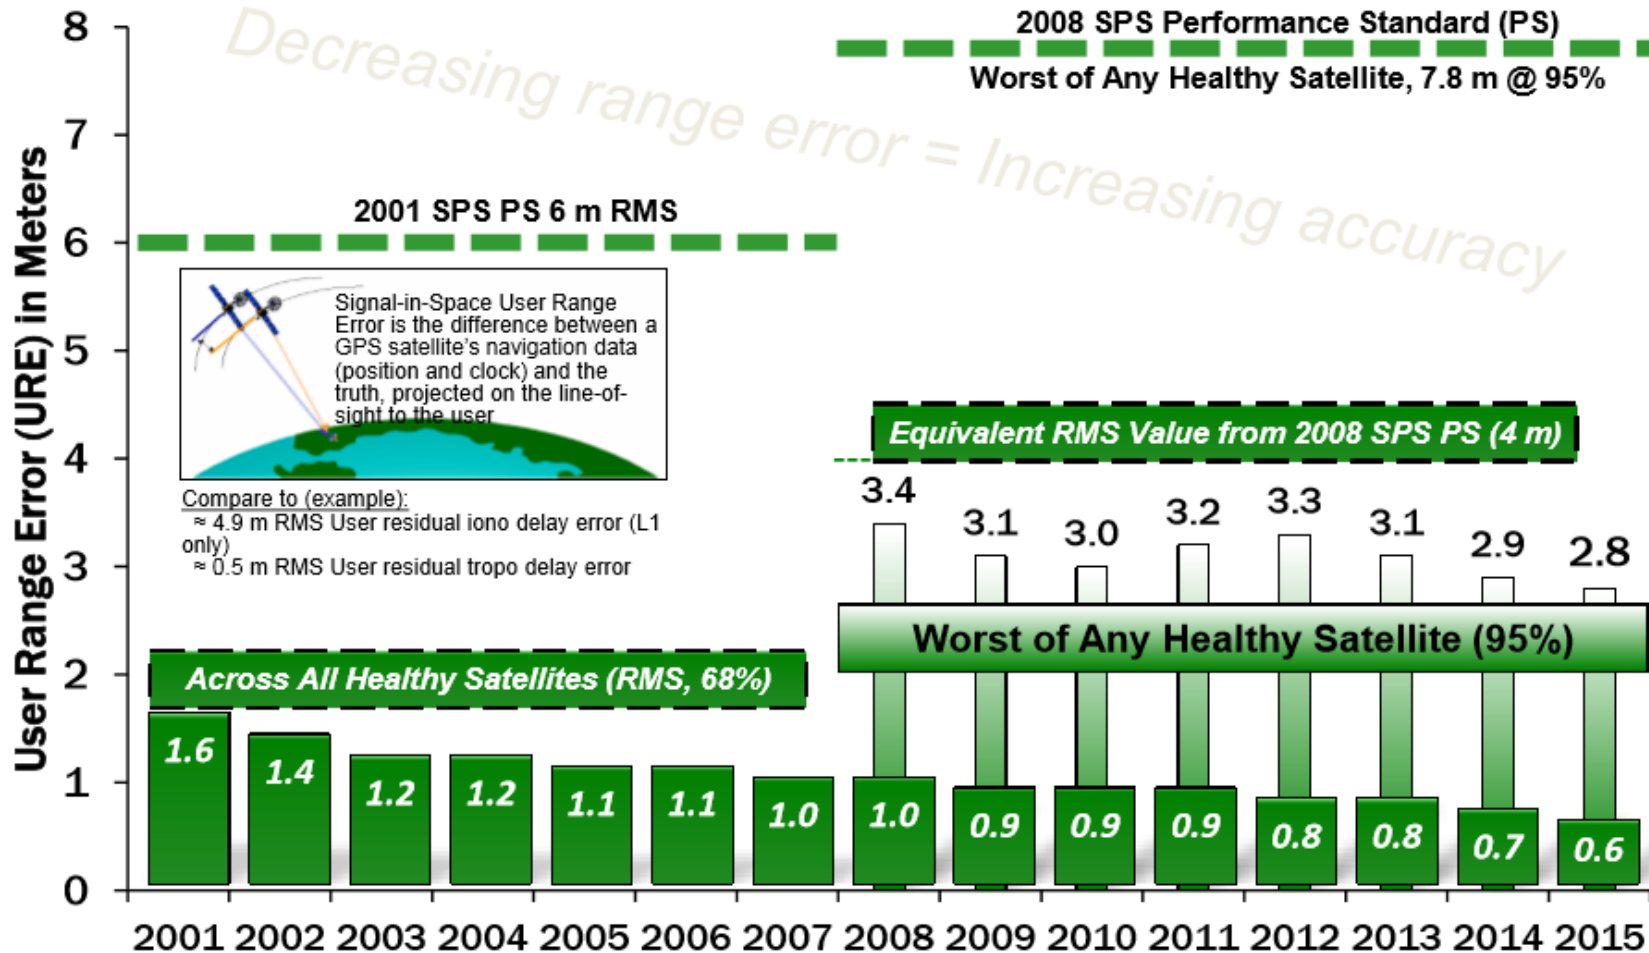 Decreasing range error = Increasing accuracy
2008 SPS Performance Standard (PS)
Worst of Any Healthy Satellite, 7.8 m @ 95%
User Range Error (URE) in Meters
8
7
6
5
4
3
2
1
0
2001 SPS PS 6 m RMS
Signal-in-Space User Range
Error is the difference between a
GPS satellite's navigation data
(position and clock) and the
truth, projected on the line-of-
sight to the user
Compare to (example):
≈ 4.9 m RMS User residual iono delay error (L1
only)
≈ 0.5 m RMS User residual tropo delay error
Equivalent RMS Value from 2008 SPS PS (4 m)
3.4 3.1 3.0 3.2 3.3 3.1 2.9 2.8
Worst of Any Healthy Satellite (95%)
Across All Healthy Satellites (RMS, 68%)
1.6 1.4 1.2 1.2 1.1 1.1 1.0 1.0 0.9 0.9 0.9 0.8 0.8 0.7 0.6
2001 2002 2003 2004 2005 2006 2007 2008 2009 2010 2011 2012 2013 2014 2015